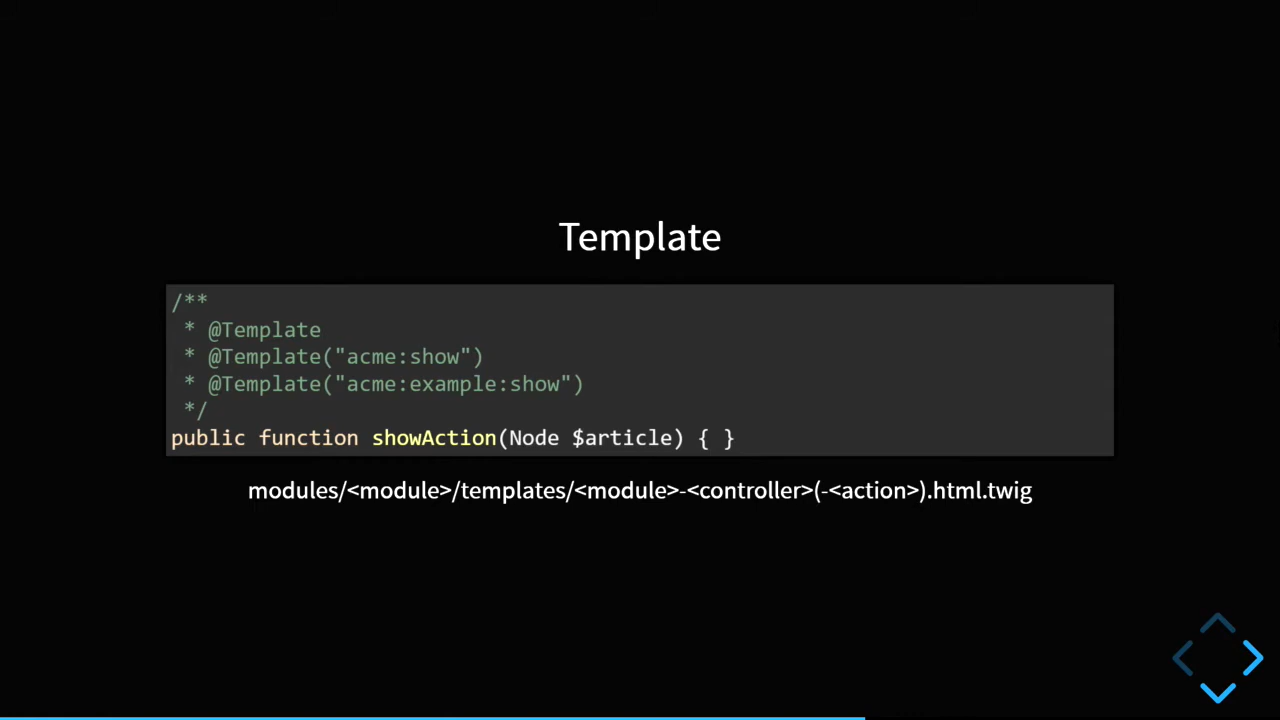 Template
/**
 * @Template
 * @Template("acme:show")
 * @Template("acme:example:show")
 */
public function showAction(Node $article) { }
modules/<module>/templates/<module>-<controller>(-<action>).html.twig